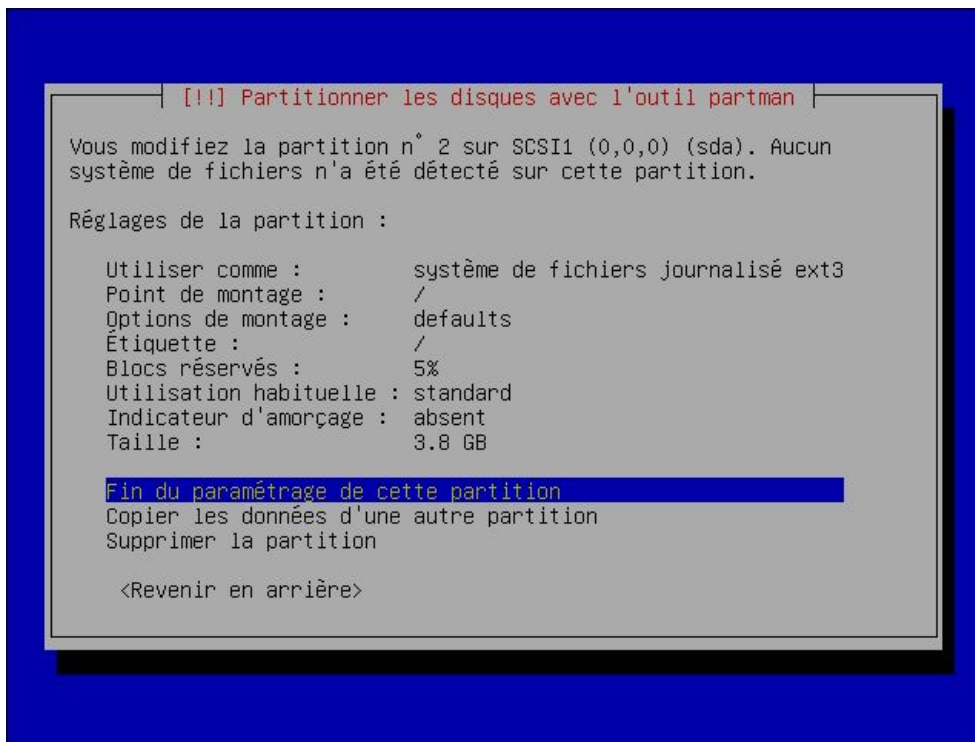 [!!] Partitionner les disques avec l'outil partman
Vous modifiez la partition n° 2 sur SCSI1 (0,0,0) (sda). Aucun
système de fichiers n'a été détecté sur cette partition.
Réglages de la partition :
Utiliser comme : système de fichiers journalisé ext3
Point de montage : /
Options de montage : defaults
Étiquette : /
Blocs réservés : 5%
Utilisation habituelle : standard
Indicateur d'amorçage : absent
Taille : 3.8 GB
Fin du paramétrage de cette partition
Copier les données d'une autre partition
Supprimer la partition
<Revenir en arrière>